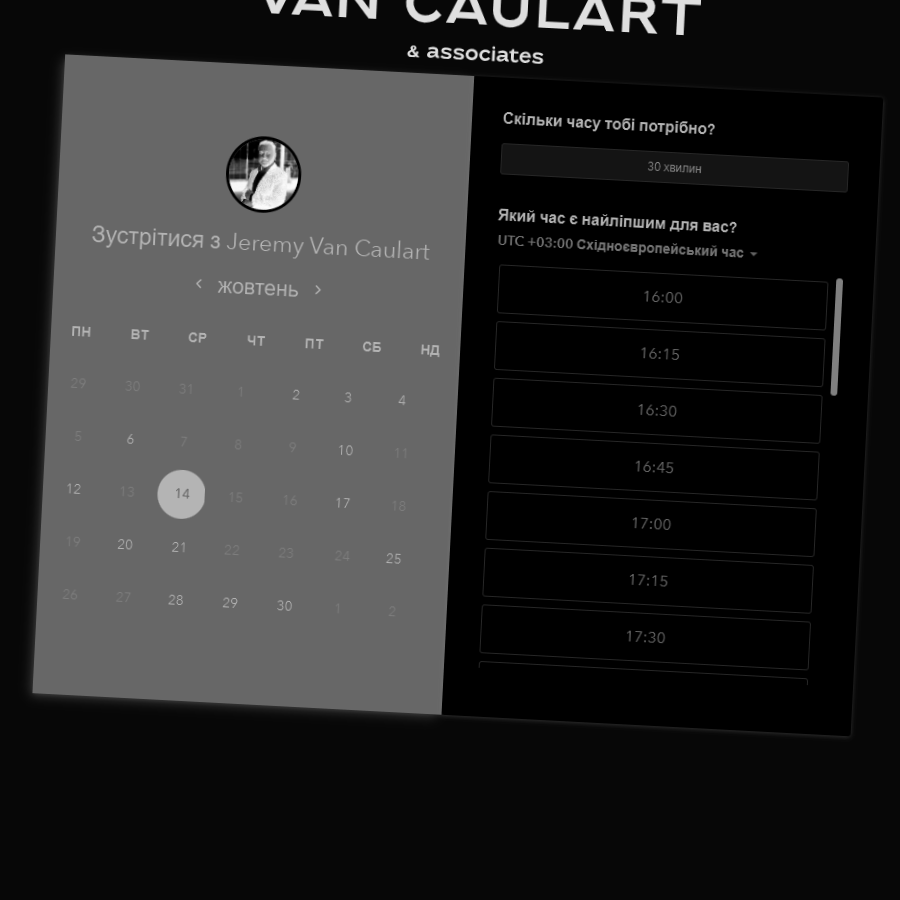 VAN CAULART
& associates
Зустрітися з Jeremy Van Caulart
жовтень
ПН ВТ СР ЧТ ПТ СБ НД
29 30 31 1 2 3 4
5 6 7 8 9 10 11
12 13 14 15 16 17 18
19 20 21 22 23 24 25
26 27 28 29 30 1 2
Скільки часу тобі потрібно?
30 хвилин
Який час є найліпшим для вас?
UTC +03:00 Східноєвропейський час
16:00
16:15
16:30
16:45
17:00
17:15
17:30